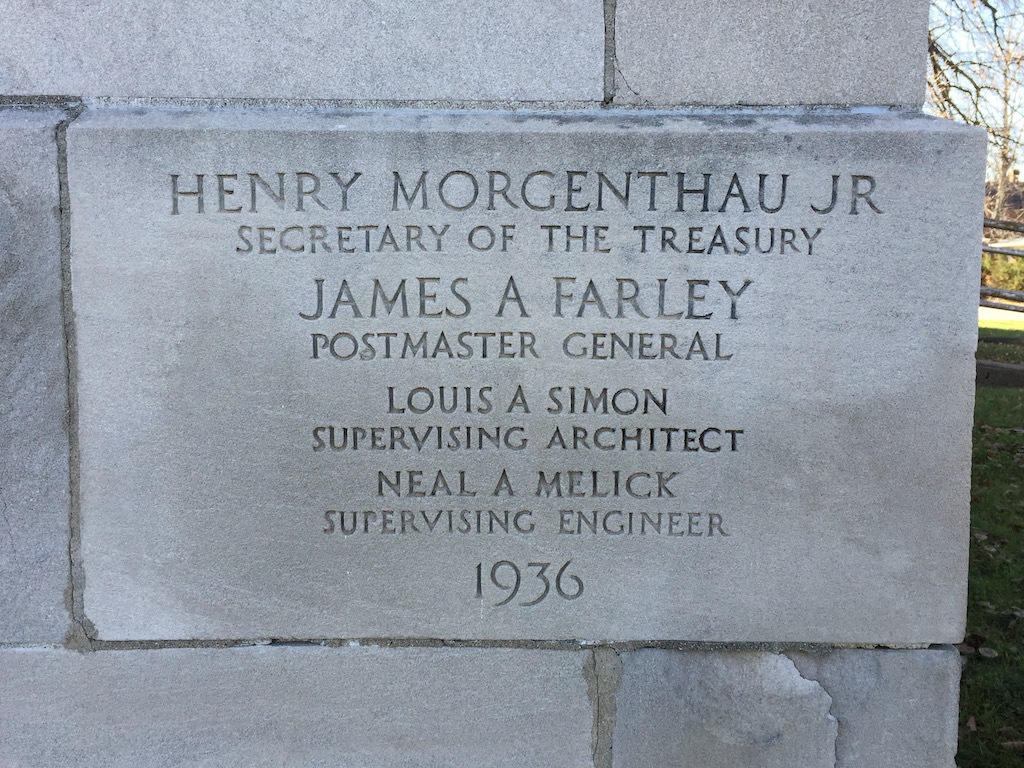 HENRY MORGENTHAU JR
SECRETARY OF THE TREASURY
JAMES A FARLEY
POSTMASTER GENERAL
LOUIS A SIMON
SUPERVISING ARCHITECT
NEAL A MELICK
SUPERVISING ENGINEER
1936